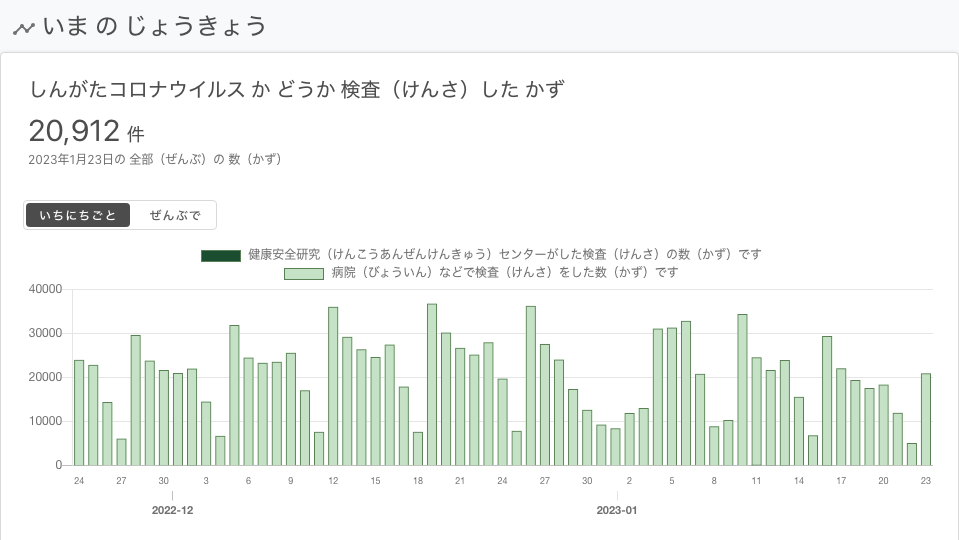 いま の じょうきょう
しんがたコロナウイルス か どうか 検査（けんさ）した かず
20,912 件
2023年1月23日の 全部（ぜんぶ）の 数（かず）
いちにちごと ぜんぶで
健康安全研究（けんこうあんぜんけんきゅう）センターがした検査（けんさ）の数（かず）です
病院（びょういん）などで検査（けんさ）をした数（かず）です
40000
30000
20000
10000
0
24 27 30 3 6 9 12 15 18 21 24 27 30 2 5 8 11 14 17 20 23
2022-12 2023-01